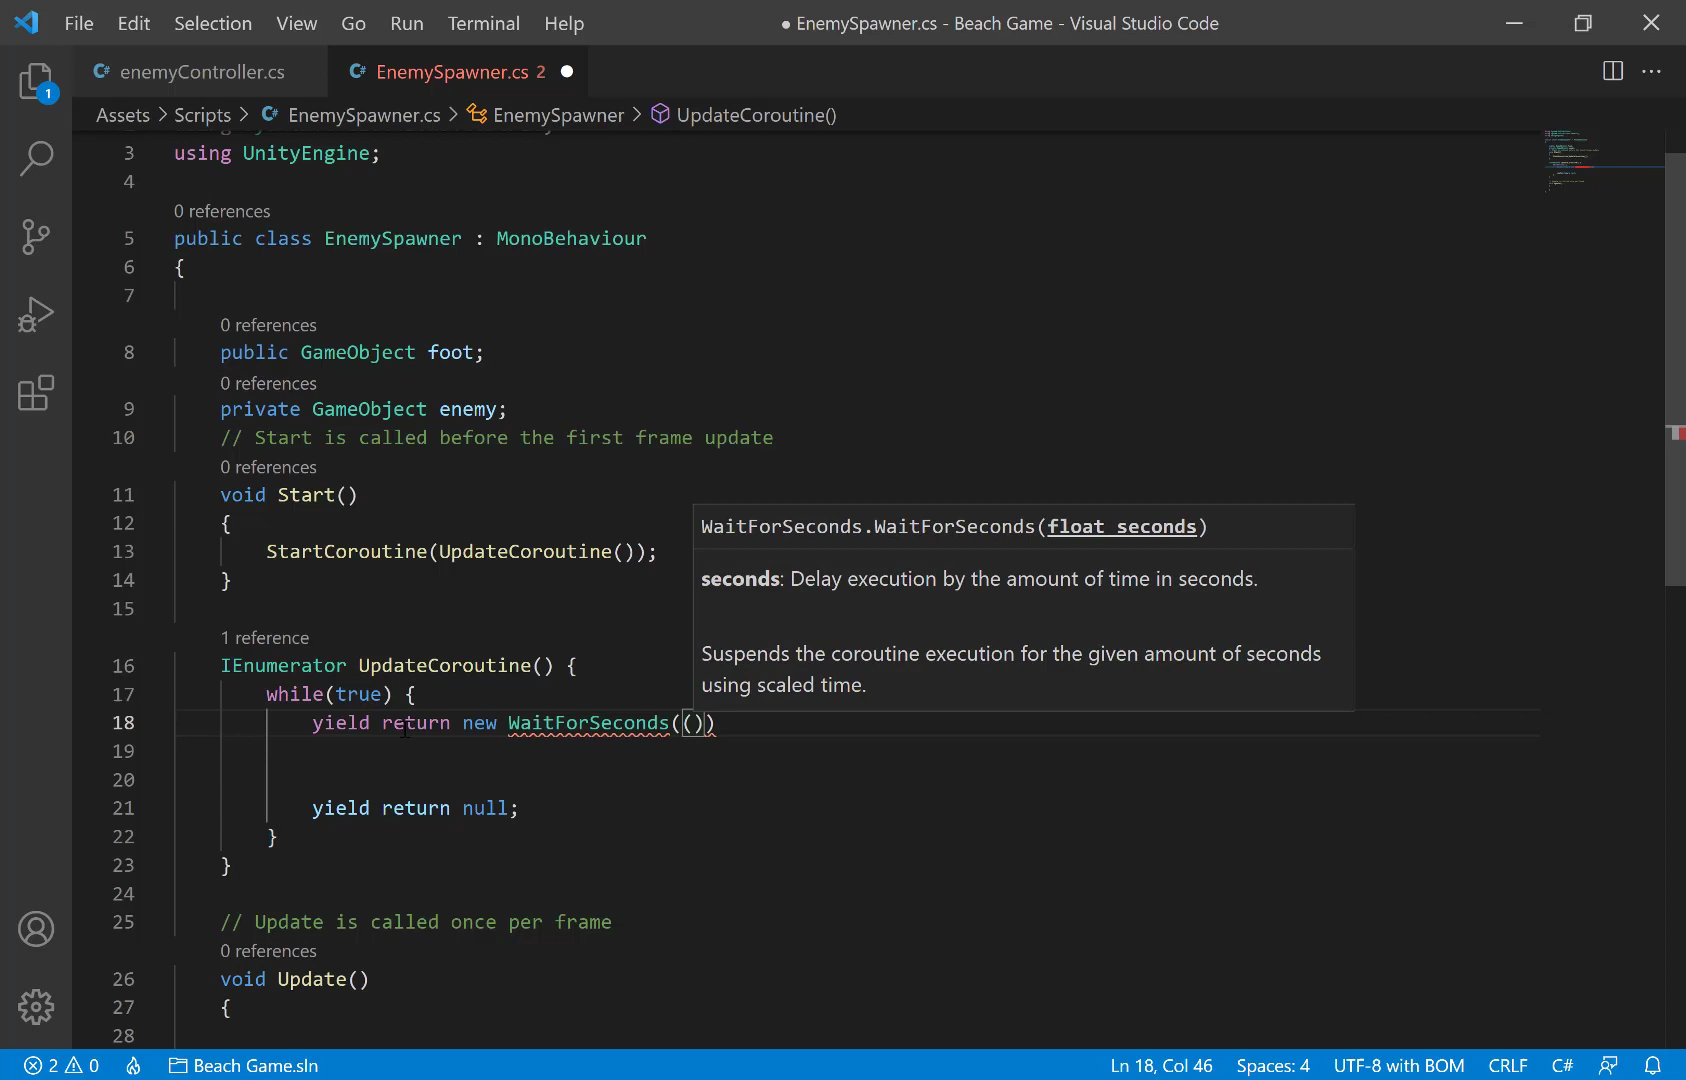 File Edit Selection View Go Run Terminal Help ● EnemySpawner.cs - Beach Game - Visual Studio Code
enemyController.cs EnemySpawner.cs 2
1
Assets > Scripts > EnemySpawner.cs > EnemySpawner > UpdateCoroutine()
3 using UnityEngine;
4
0 references
5 public class EnemySpawner : MonoBehaviour
6 {
7
0 references
8 public GameObject foot;
0 references
9 private GameObject enemy;
10 // Start is called before the first frame update
0 references
11 void Start()
12 {
13 StartCoroutine(UpdateCoroutine());
14 }
15
WaitForSeconds.WaitForSeconds(float seconds)
seconds: Delay execution by the amount of time in seconds.
Suspends the coroutine execution for the given amount of seconds
using scaled time.
1 reference
16 IEnumerator UpdateCoroutine() {
17 while(true) {
18 yield return new WaitForSeconds(())
19
20
21 yield return null;
22 }
23 }
24
25 // Update is called once per frame
0 references
26 void Update()
27 {
28
2 0 Beach Game.sln Ln 18, Col 46 Spaces: 4 UTF-8 with BOM CRLF C#